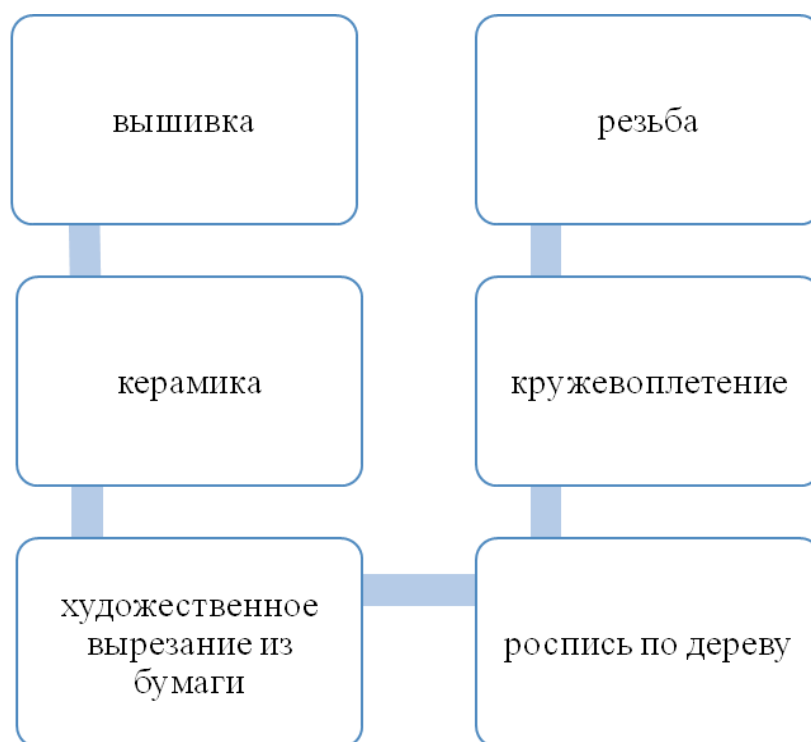 вышивка
керамика
художественное
вырезание из
бумаги
роспись по дереву
кружевоплетение
резьба